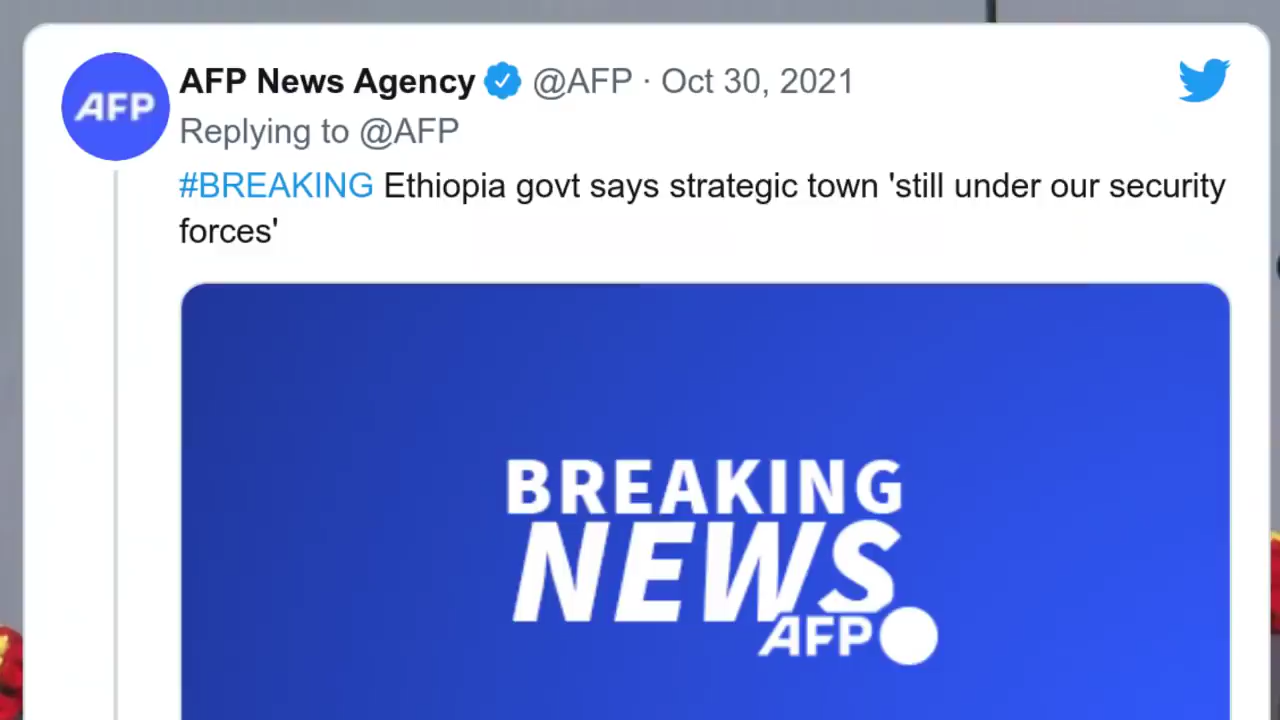 AFP
AFP News Agency @AFP · Oct 30, 2021
Replying to @AFP
#BREAKING Ethiopia govt says strategic town 'still under our security
forces'
BREAKING
NEWS
AFP